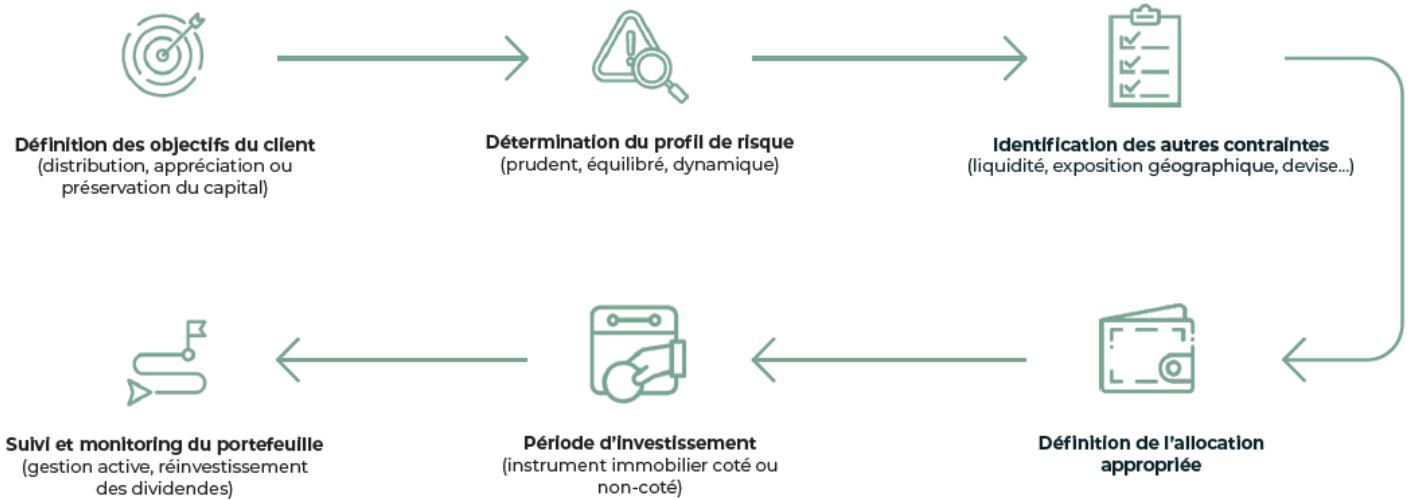 Définition des objectifs du client
(distribution, appréciation ou
préservation du capital)
Détermination du profil de risque
(prudent, équilibré, dynamique)
Identification des autres contraintes
(liquidité, exposition géographique, devise...)
Définition de l'allocation
appropriée
Période d'investissement
(instrument immobilier coté ou
non-coté)
Suivi et monitoring du portefeuille
(gestion active, réinvestissement
des dividendes)